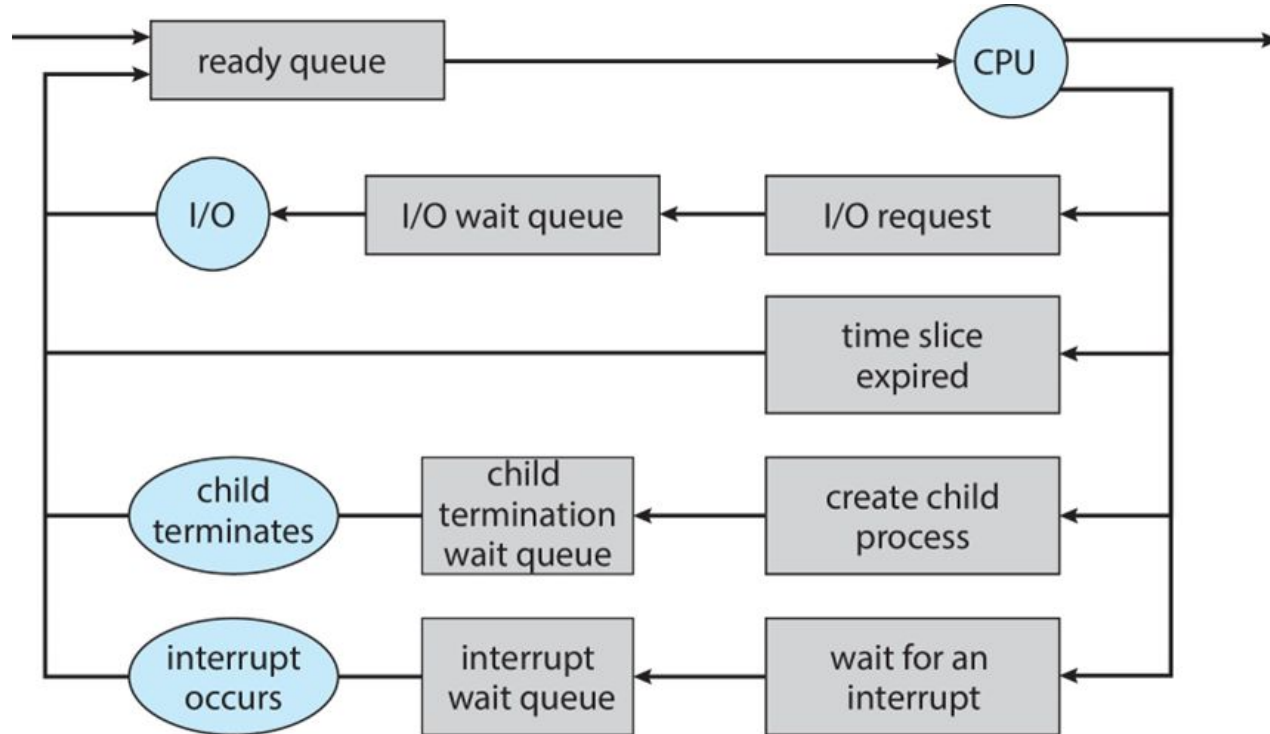 ready queue
CPU
I/O
I/O wait queue
I/O request
time slice
expired
child
terminates
child
termination
wait queue
create child
process
interrupt
occurs
interrupt
wait queue
wait for an
interrupt